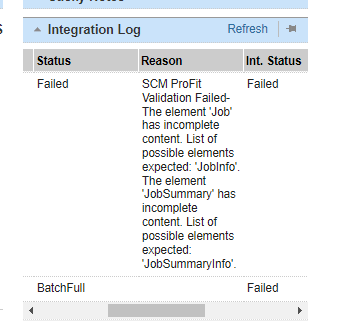 Integration Log Refresh
Status Reason Int. Status
Failed SCM ProFit Failed
Validation Failed-
The element 'Job'
has incomplete
content. List of
possible elements
expected: 'JobInfo'.
The element
'JobSummary' has
incomplete
content. List of
possible elements
expected:
'JobSummaryInfo'.
BatchFull Failed